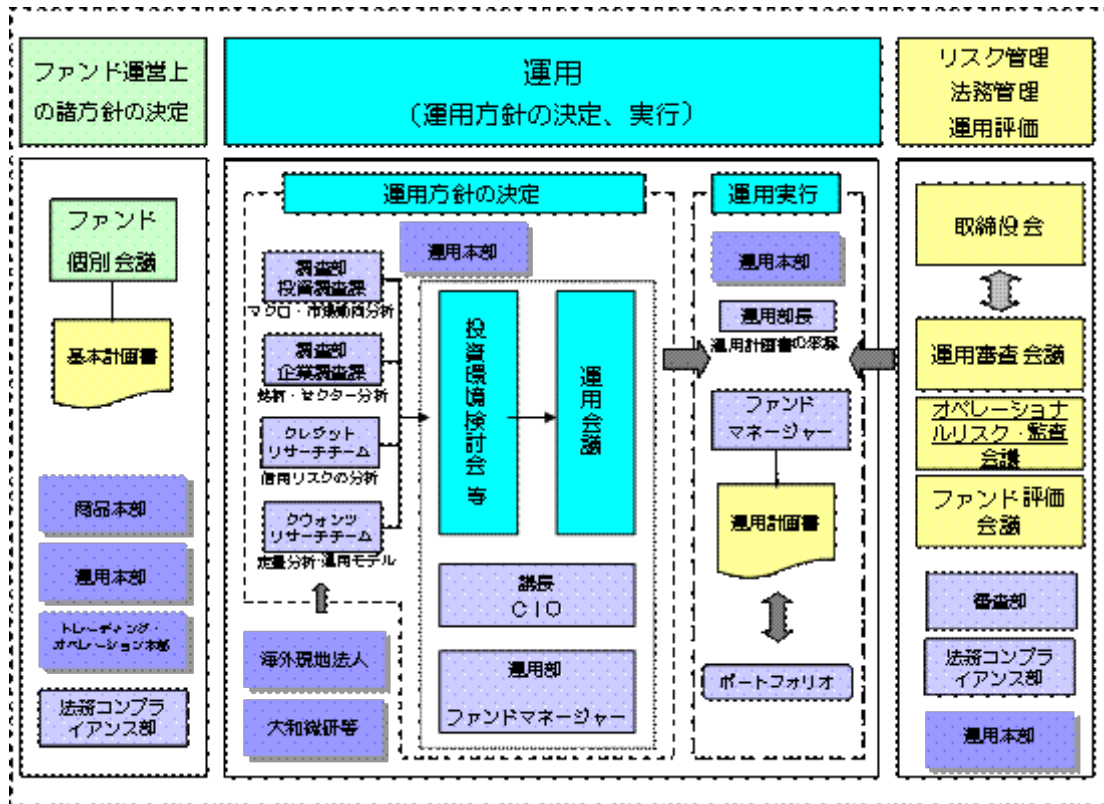 ファンド運営上
の諸方針の決定
ファンド
個別会議
基本計画書
商品本部
運用本部
トレーディング・
オペレーション本部
法務コンプラ
イアンス部
運用
（運用方針の決定、実行）
運用方針の決定
運用本部
調査部
投資調査課
マクロ・市場動向分析
調査部
企業調査課
銘柄・セクター分析
クレジット
リサーチチーム
信用リスクの分析
クウォンツ
リサーチチーム
定量分析・運用モデル
海外現地法人
大和総研等
投資環境検討会 等
運用会議
議長
ＣＩＯ
運用部
ファンドマネージャー
運用実行
運用本部
運用部長
運用計画書の承認
ファンド
マネージャー
運用計画書
ポートフォリオ
リスク管理
法務管理
運用評価
取締役会
運用審査会議
オペレーショナ
ルリスク・監査
会議
ファンド評価
会議
審査部
法務コンプラ
イアンス部
運用本部